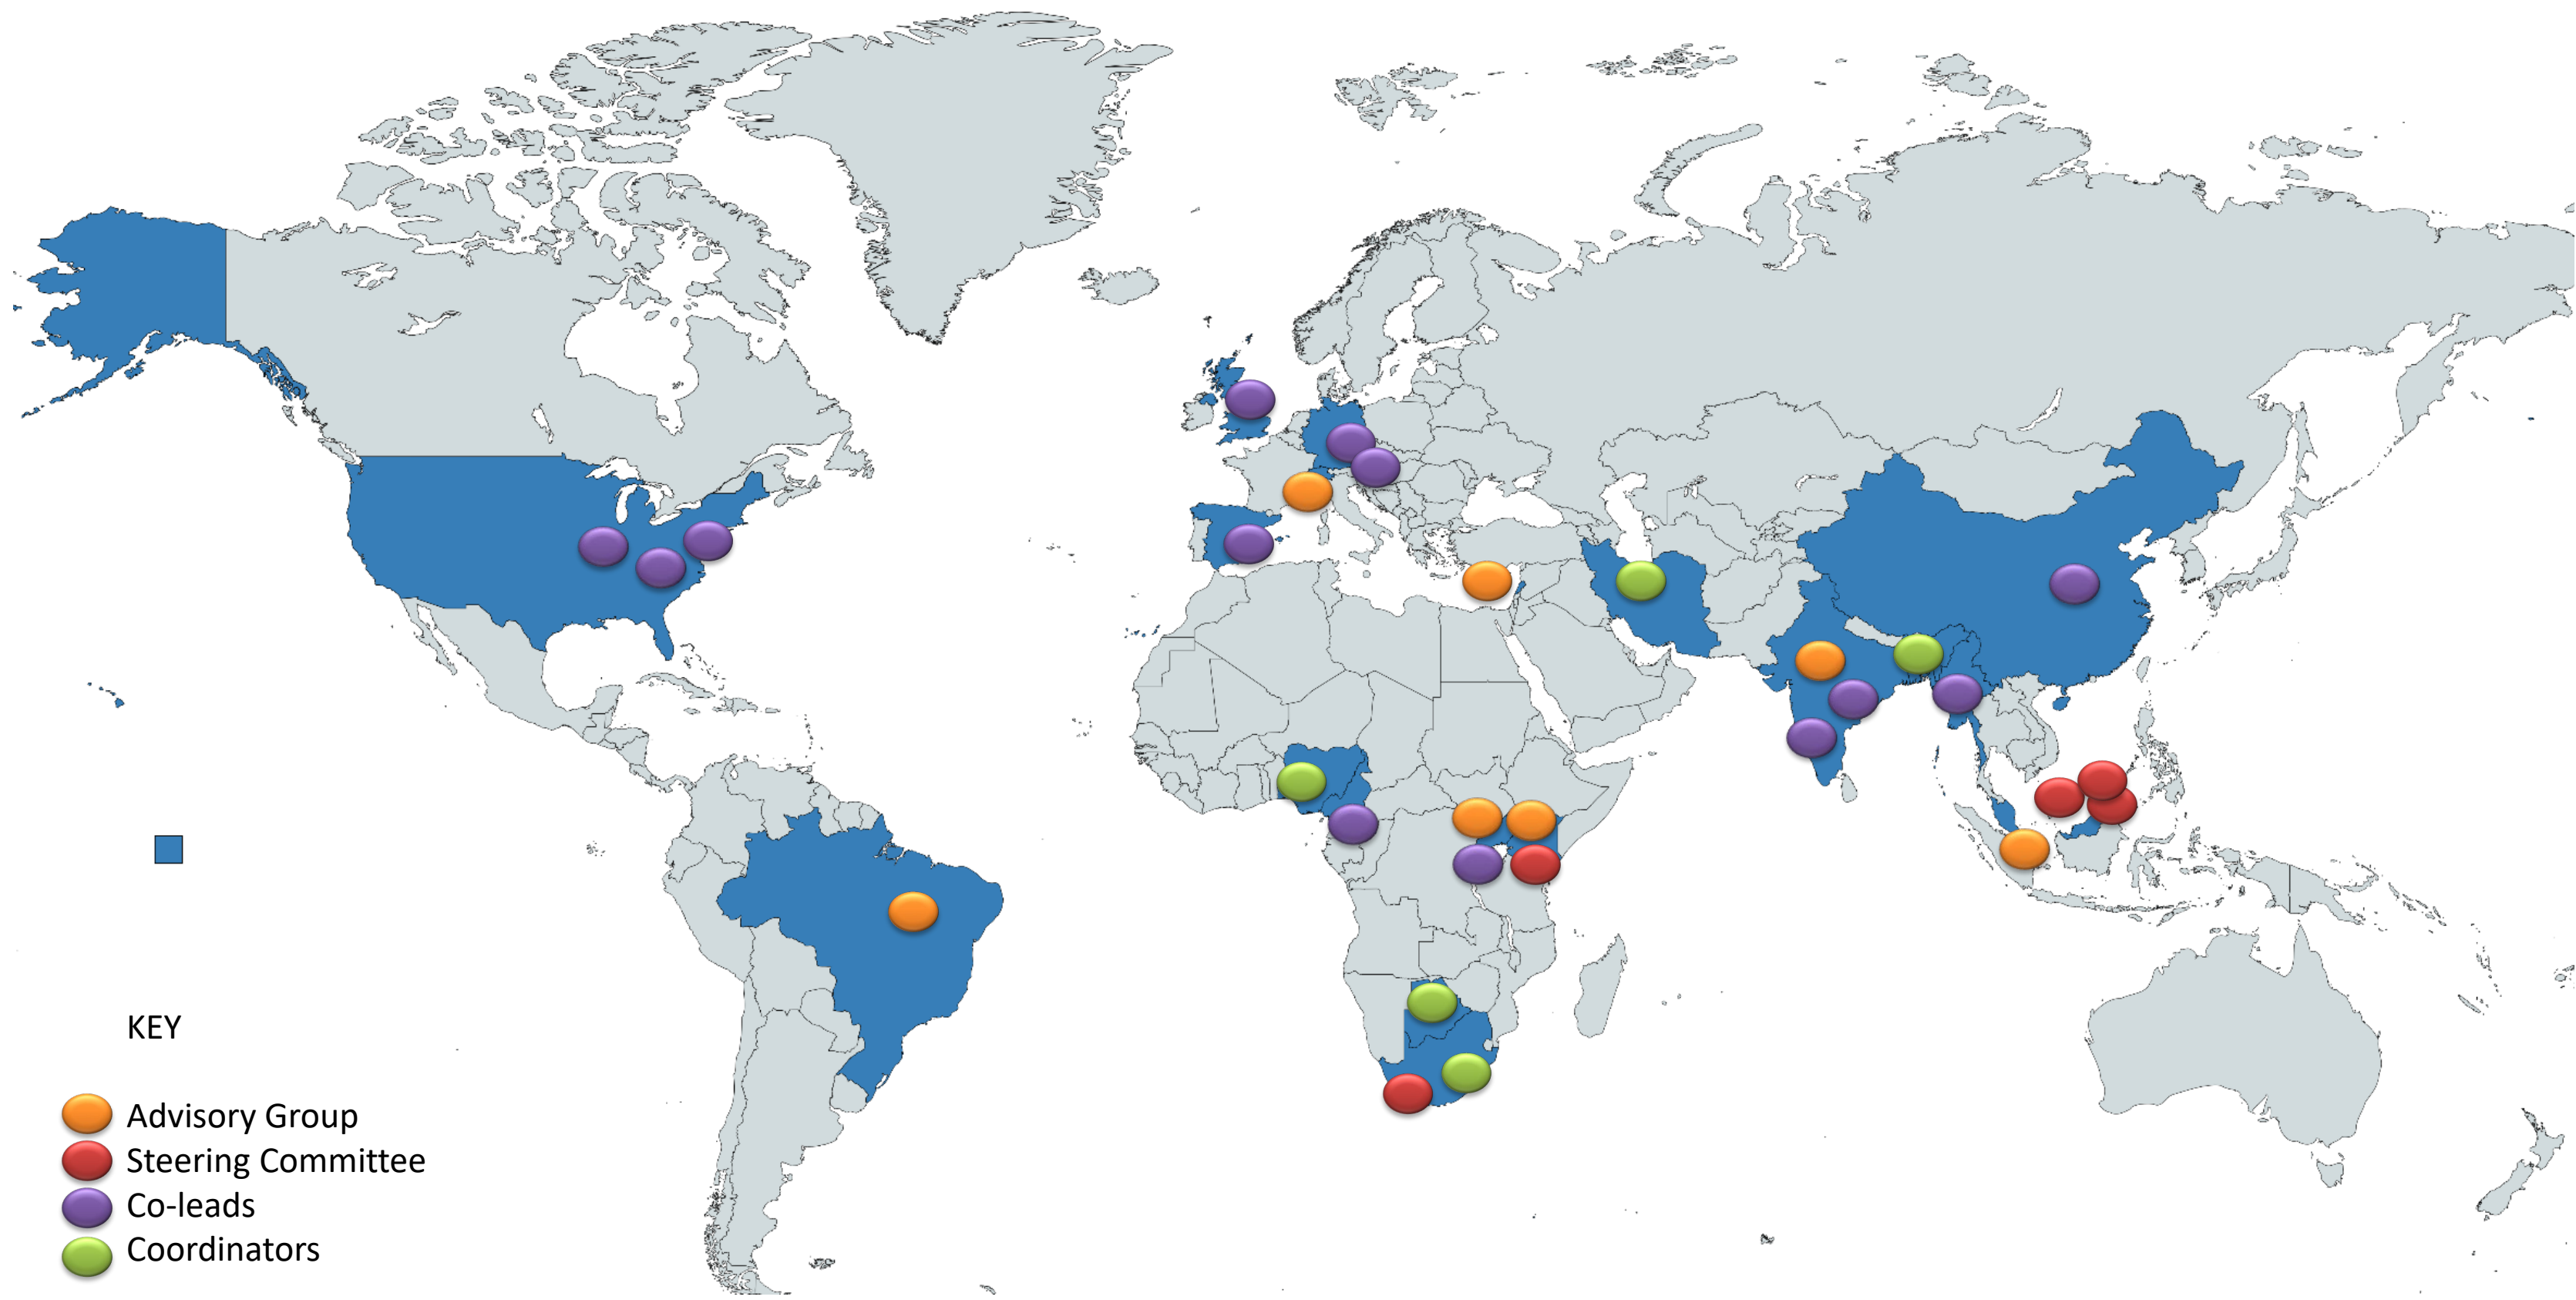 KEY
Advisory Group
Steering Committee
Co-leads
Coordinators